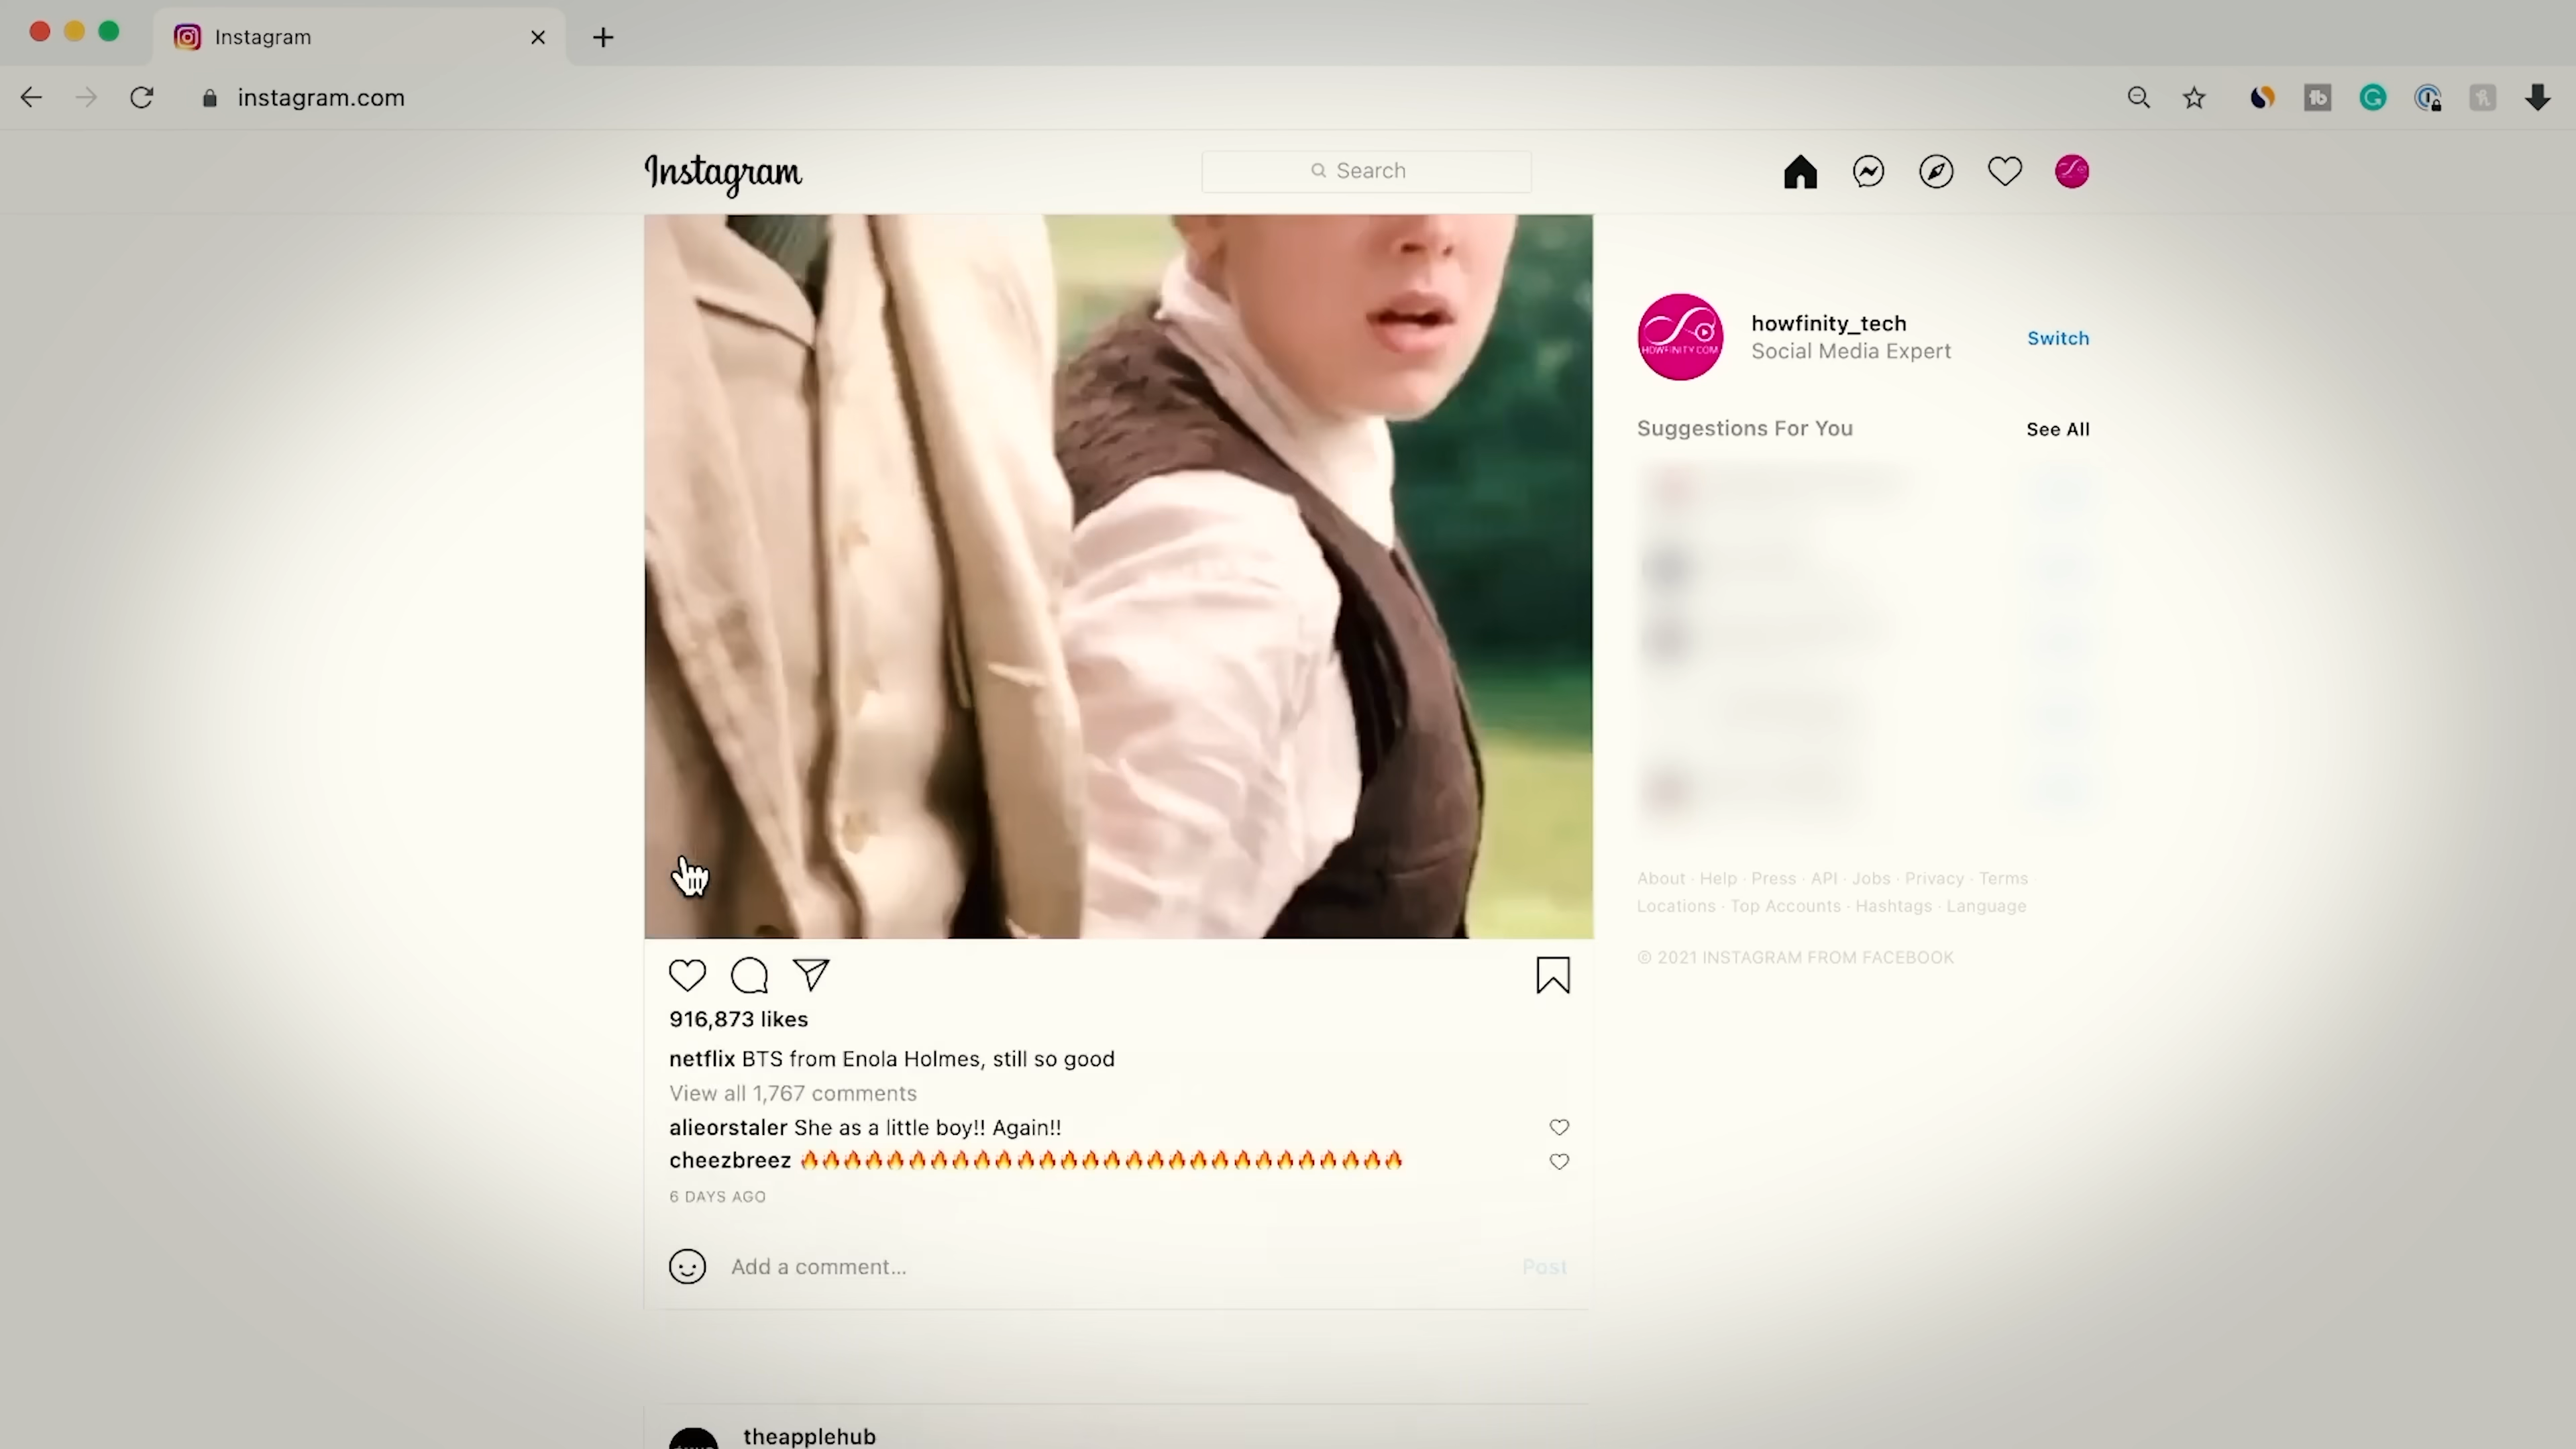 Instagram
instagram.com
Instagram
Search
howfinity_tech
Social Media Expert
Switch
HOWFINITY.COM
Suggestions For You
See All
About · Help · Press · API · Jobs · Privacy · Terms
Locations · Top Accounts · Hashtags · Language
© 2021 INSTAGRAM FROM FACEBOOK
916,873 likes
netflix BTS from Enola Holmes, still so good
View all 1,767 comments
alieorstaler She as a little boy!! Again!!
cheezbreez 🔥🔥🔥🔥🔥🔥🔥🔥🔥🔥🔥🔥🔥🔥🔥🔥🔥🔥🔥🔥🔥🔥🔥🔥🔥🔥🔥🔥
6 DAYS AGO
Add a comment...
Post
theapplehub